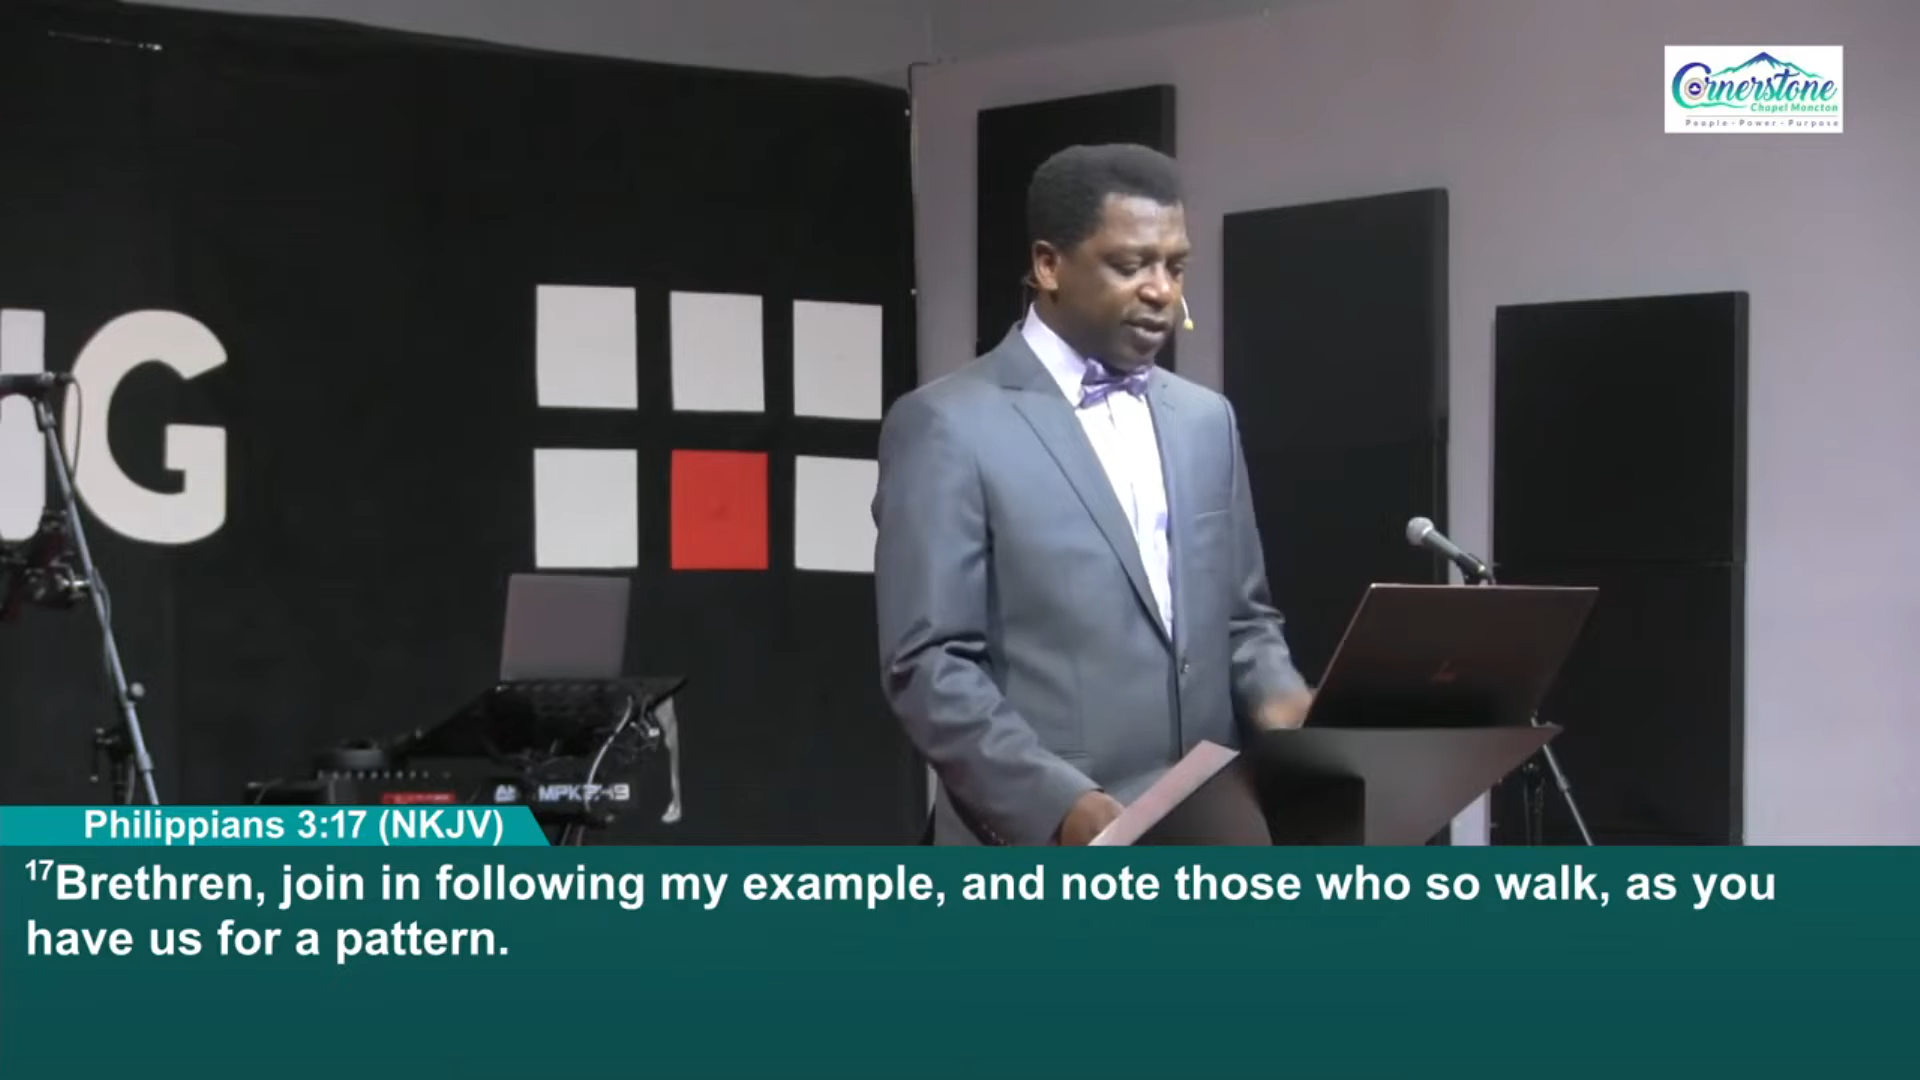 Cornerstone
Chapel Moncton
People - Power - Purpose
G
Philippians 3:17 (NKJV)
17Brethren, join in following my example, and note those who so walk, as you
have us for a pattern.